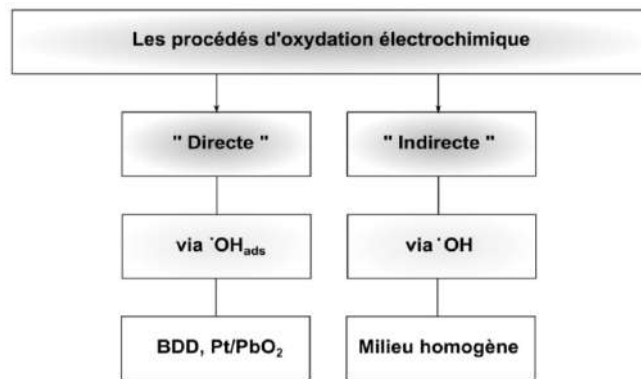 Les procédés d'oxydation électrochimique
" Directe "
" Indirecte "
via ˙OHads
via ˙OH
BDD, Pt/PbO2
Milieu homogène